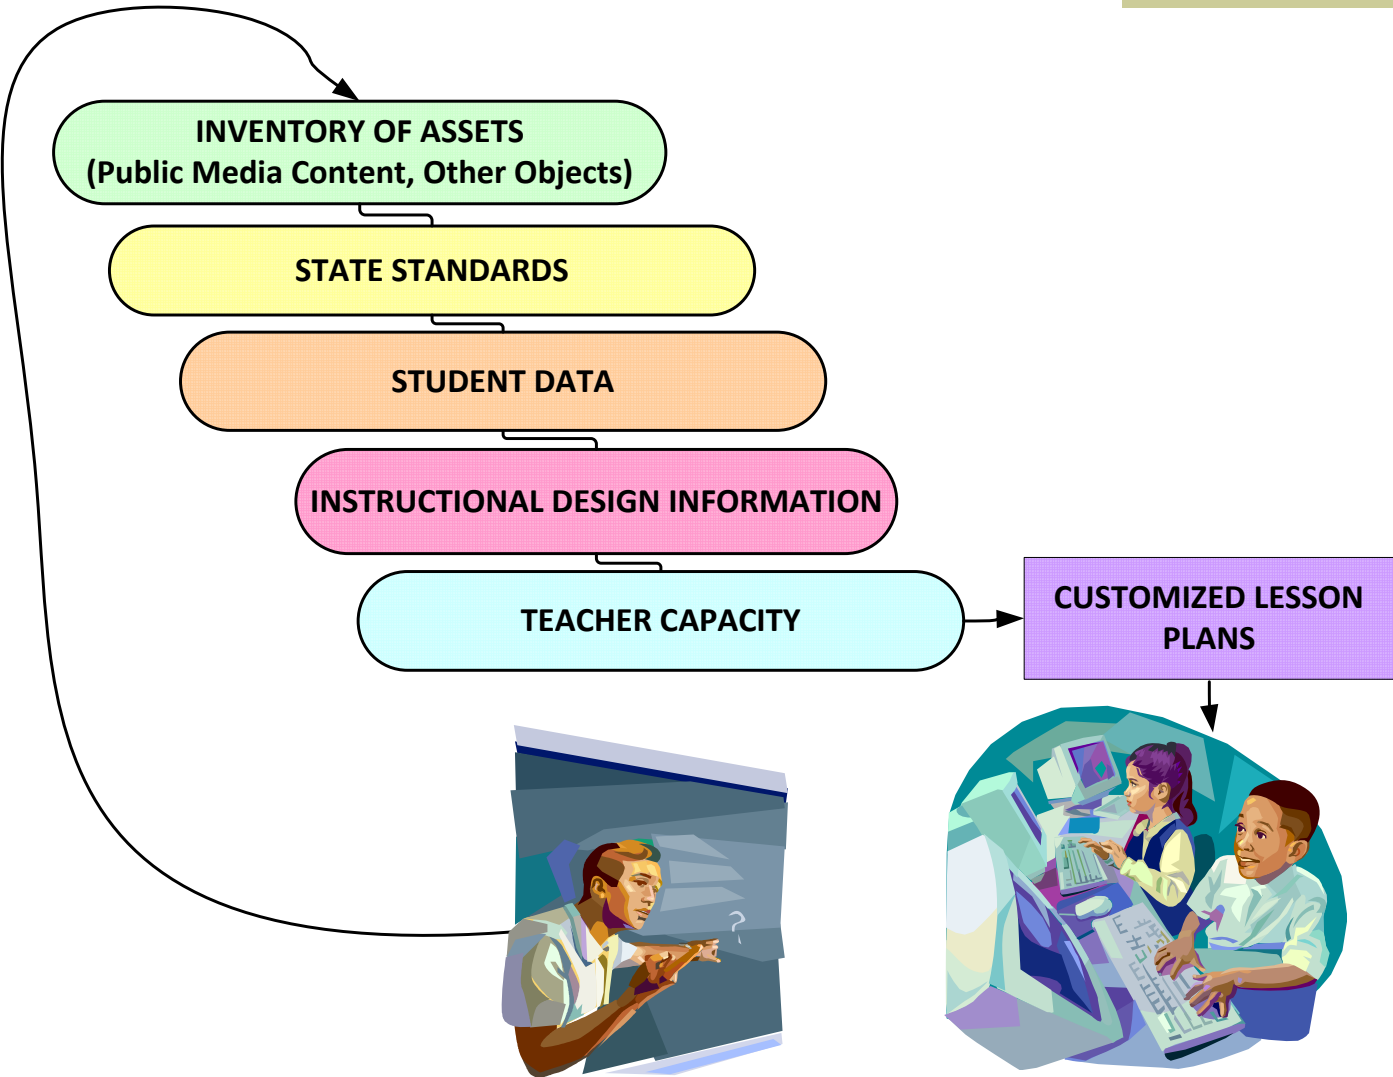 INVENTORY OF ASSETS
(Public Media Content, Other Objects)
STATE STANDARDS
STUDENT DATA
INSTRUCTIONAL DESIGN INFORMATION
TEACHER CAPACITY
CUSTOMIZED LESSON
PLANS
?